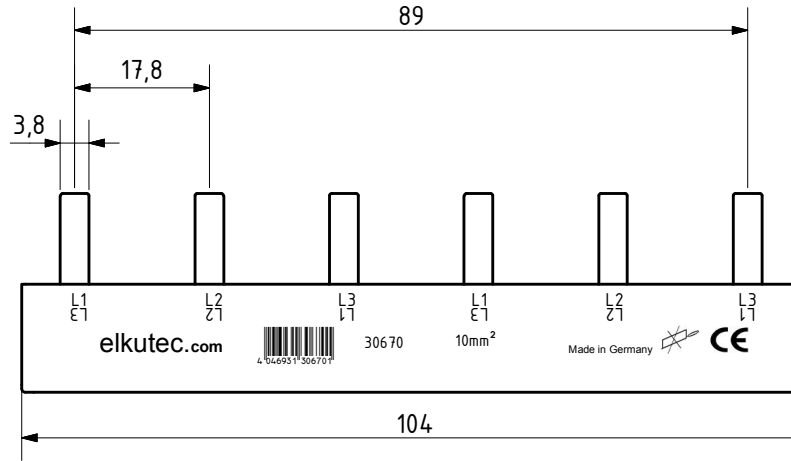 89
17,8
3,8
L1 L2 L3 L1 L2 L3
L3 L2 L1 L3 L2 L1
elkutec.com 4 046931 306701 30670 10mm² Made in Germany CE
104